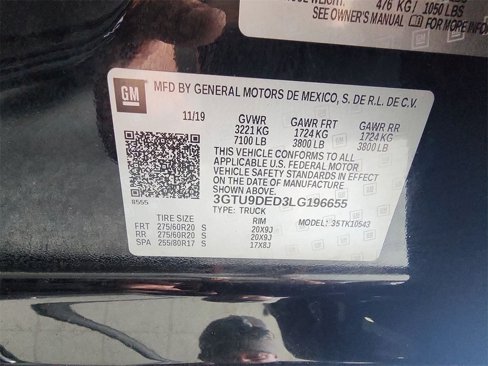 476 KG / 1050 LBS
SEE OWNER'S MANUAL FOR MORE
GM
MFD BY GENERAL MOTORS DE MEXICO, S. DE R.L. DE C.V.
11/19 GVWR GAWR FRT GAWR RR
3221 KG 1724 KG 1724 KG
7100 LB 3800 LB 3800 LB
THIS VEHICLE CONFORMS TO ALL
APPLICABLE U.S. FEDERAL MOTOR
VEHICLE SAFETY STANDARDS IN EFFECT
ON THE DATE OF MANUFACTURE SHOWN ABOVE.
3GTU9DED3LG196655
8555 TYPE: TRUCK MODEL: 3STK10543
TIRE SIZE RIM
FRT 275/60R20 S 20X9J
RR 275/60R20 S 20X9J
SPA 255/80R17 S 17X8J